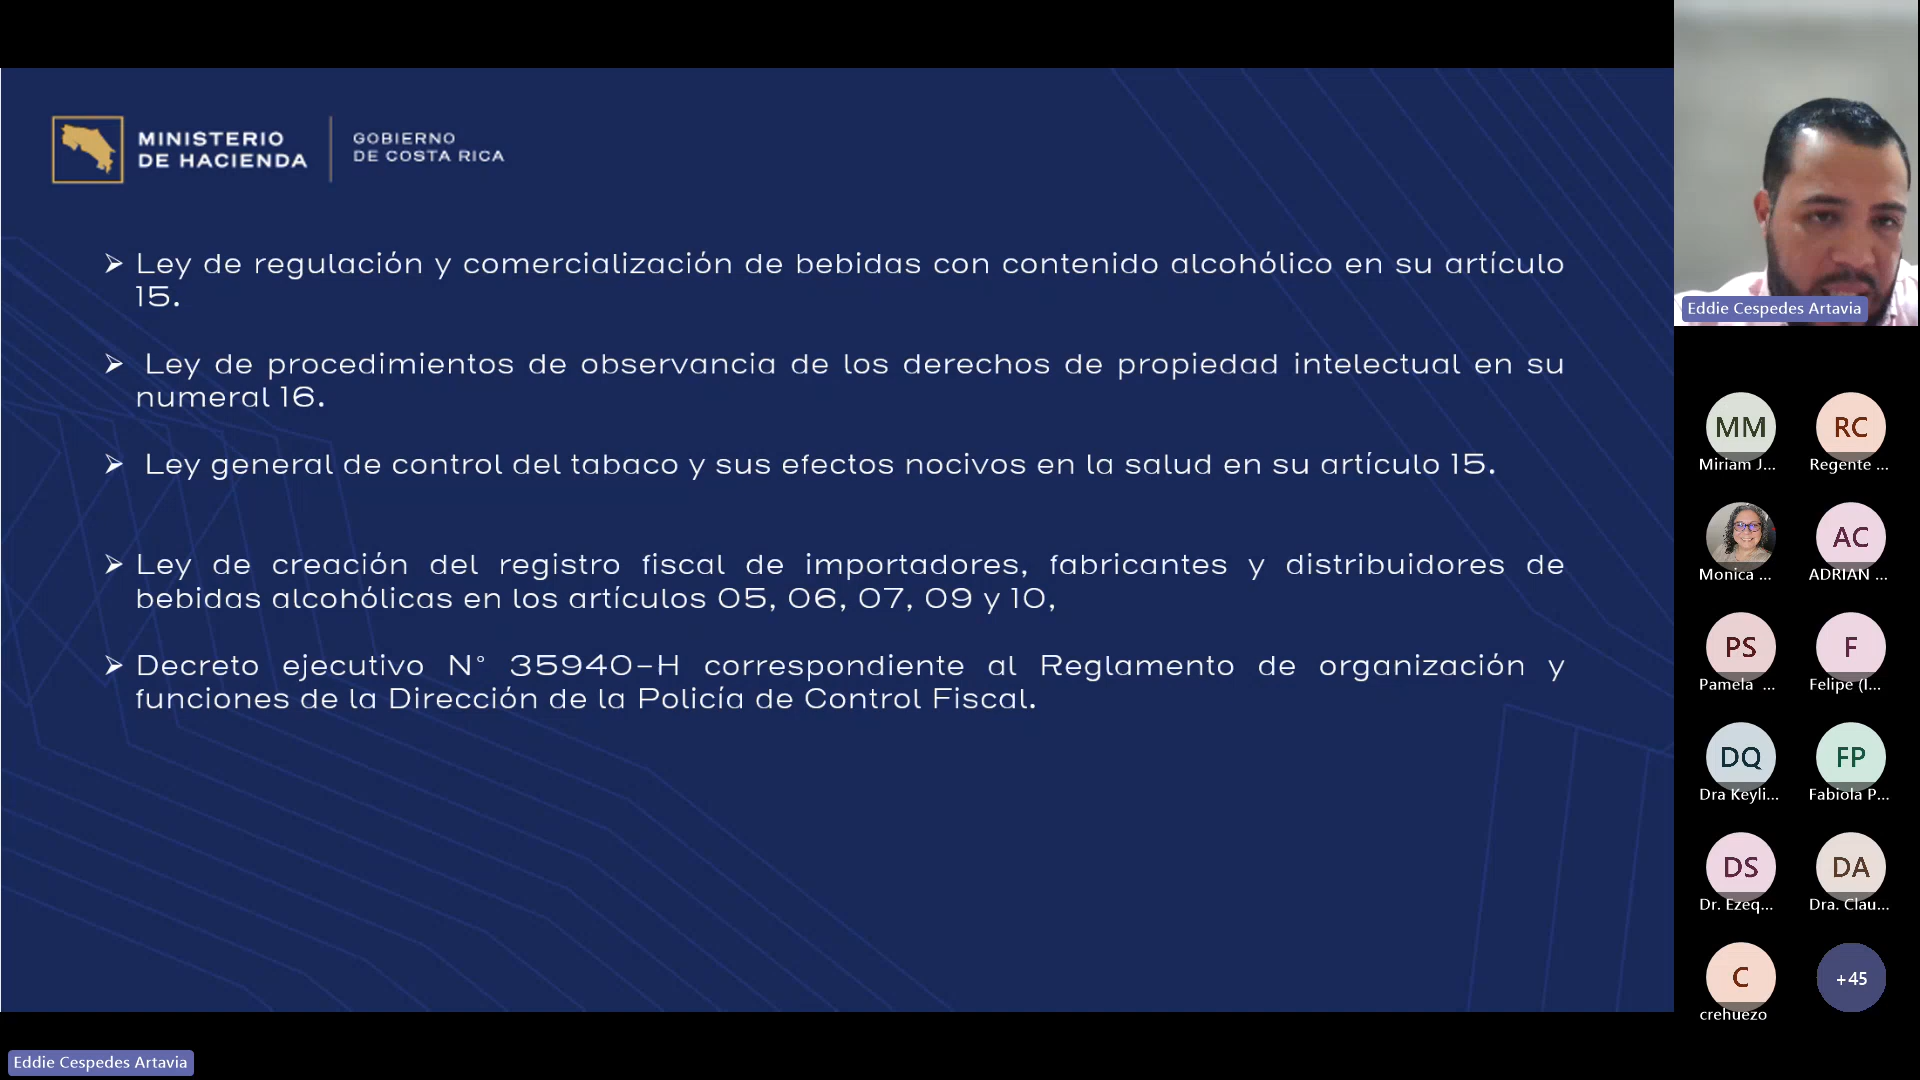 MINISTERIO
DE HACIENDA
GOBIERNO
DE COSTA RICA
➢ Ley de regulación y comercialización de bebidas con contenido alcohólico en su artículo
15.
➢ Ley de procedimientos de observancia de los derechos de propiedad intelectual en su
numeral 16.
➢ Ley general de control del tabaco y sus efectos nocivos en la salud en su artículo 15.
➢ Ley de creación del registro fiscal de importadores, fabricantes y distribuidores de
bebidas alcohólicas en los artículos 05, 06, 07, 09 y 10,
➢ Decreto ejecutivo N° 35940-H correspondiente al Reglamento de organización y
funciones de la Dirección de la Policía de Control Fiscal.
Eddie Cespedes Artavia
MM
Miriam J...
RC
Regente ...
Monica ...
AC
ADRIAN ...
PS
Pamela ...
F
Felipe (I...
DQ
Dra Keyli...
FP
Fabiola P...
DS
Dr. Ezeq...
DA
Dra. Clau...
C
crehuezo
+45
Eddie Cespedes Artavia